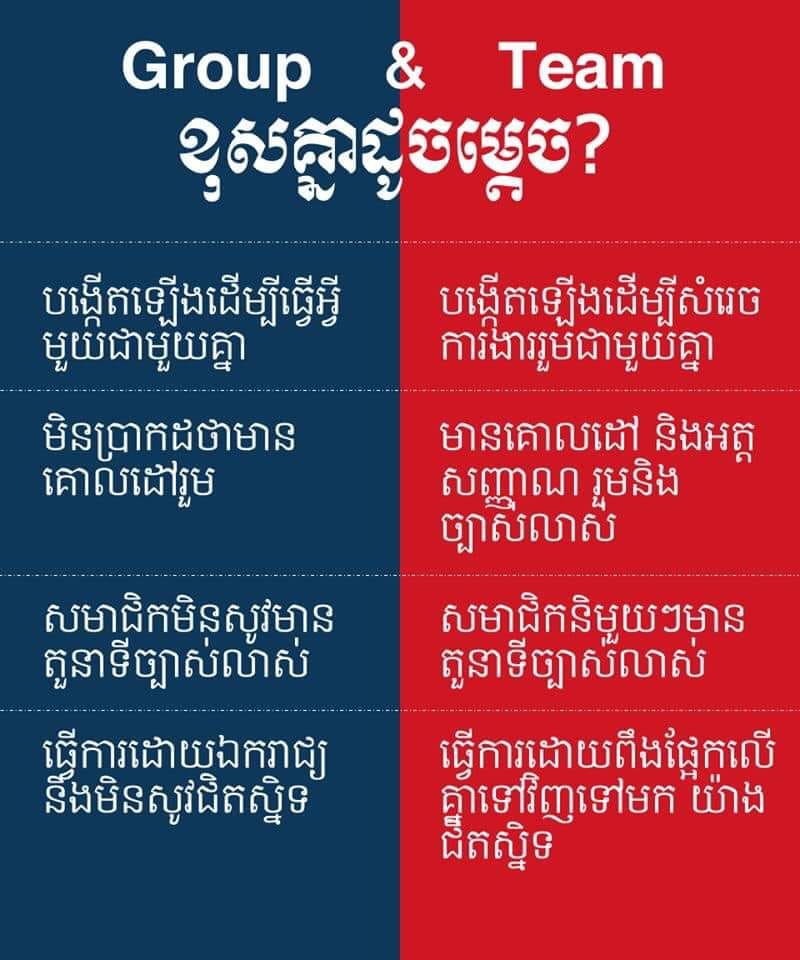 Group & Team
ខុសគ្នាដូចម្ដេច?
បង្កើតឡើងដើម្បីធ្វើអ្វី
មួយជាមួយគ្នា
បង្កើតឡើងដើម្បីសំរេច
ការងាររួមជាមួយគ្នា
មិនប្រាកដថាមាន
គោលដៅរួម
មានគោលដៅ និងអត្ត
សញ្ញាណ រួមនិង
ច្បាស់លាស់
សមាជិកមិនសូវមាន
តួនាទីច្បាស់លាស់
សមាជិកនិមួយៗមាន
តួនាទីច្បាស់លាស់
ធ្វើការដោយឯករាជ្យ
និងមិនសូវជិតស្និទ
ធ្វើការដោយពឹងផ្អែកលើ
គ្នាទៅវិញទៅមក យ៉ាង
ជិតស្និទ